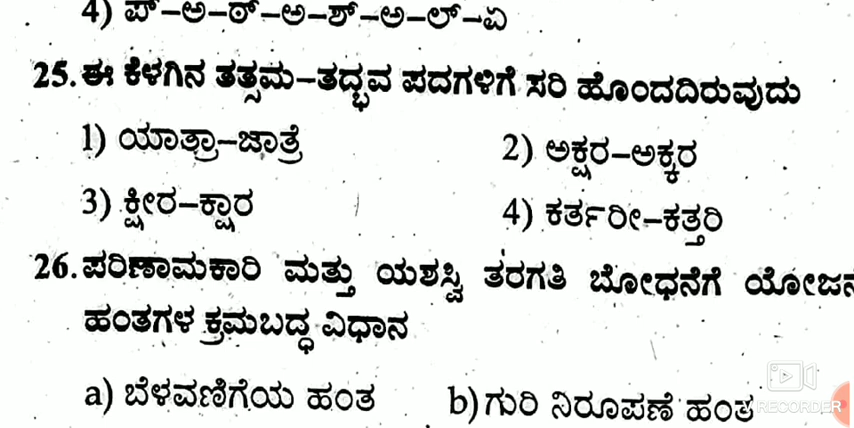 4) ಪ್–ಅ–ಠ್–ಅ–ಶ್–ಅ–ಲ್–ಎ
25. ಈ ಕೆಳಗಿನ ತತ್ಸಮ–ತದ್ಭವ ಪದಗಳಿಗೆ ಸರಿ ಹೊಂದದಿರುವುದು
1) ಯಾತ್ರಾ–ಜಾತ್ರೆ 2) ಅಕ್ಷರ–ಅಕ್ಕರ
3) ಕ್ಷೀರ–ಕ್ಷಾರ 4) ಕರ್ತರೀ–ಕತ್ತರಿ
26. ಪರಿಣಾಮಕಾರಿ ಮತ್ತು ಯಶಸ್ವಿ ತರಗತಿ ಬೋಧನೆಗೆ ಯೋಜನ
ಹಂತಗಳ ಕ್ರಮಬದ್ಧ ವಿಧಾನ
a) ಬೆಳವಣಿಗೆಯ ಹಂತ b) ಗುರಿ ನಿರೂಪಣೆ ಹಂತ
RECORDER